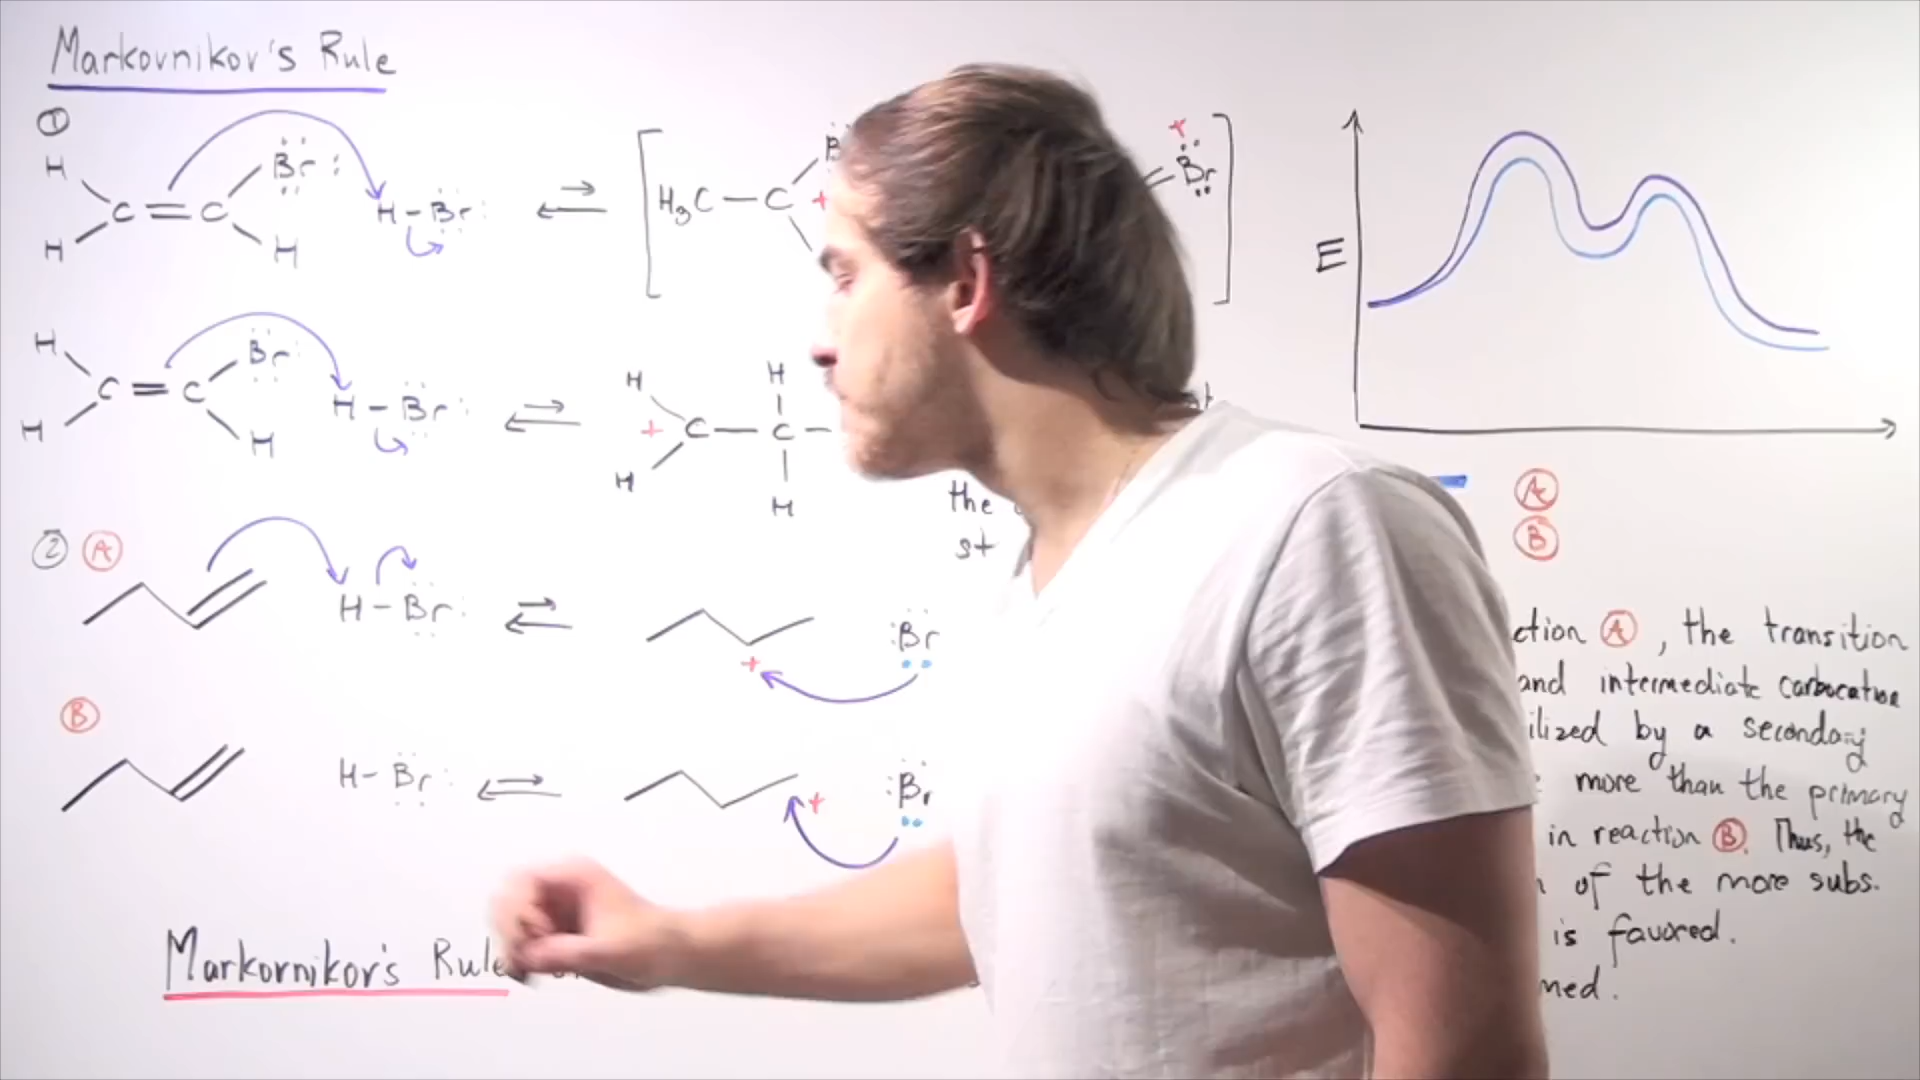 Markovnikov's Rule
①
H Br
C = C H-Br
H H
[ H₃C - C + = Br + ]
H Br
C = C H - Br
H H
H H
+ C - C -
H H
E
the
st
② Ⓐ
H - Br
+ Br
Ⓑ
H - Br
+ Br
Ⓐ
Ⓑ
ction Ⓐ, the transition
and intermediate carbocation
ilized by a secondary
more than the primary
in reaction Ⓑ. Thus, the
of the more subs.
is favored.
med.
Markornikor's Rule